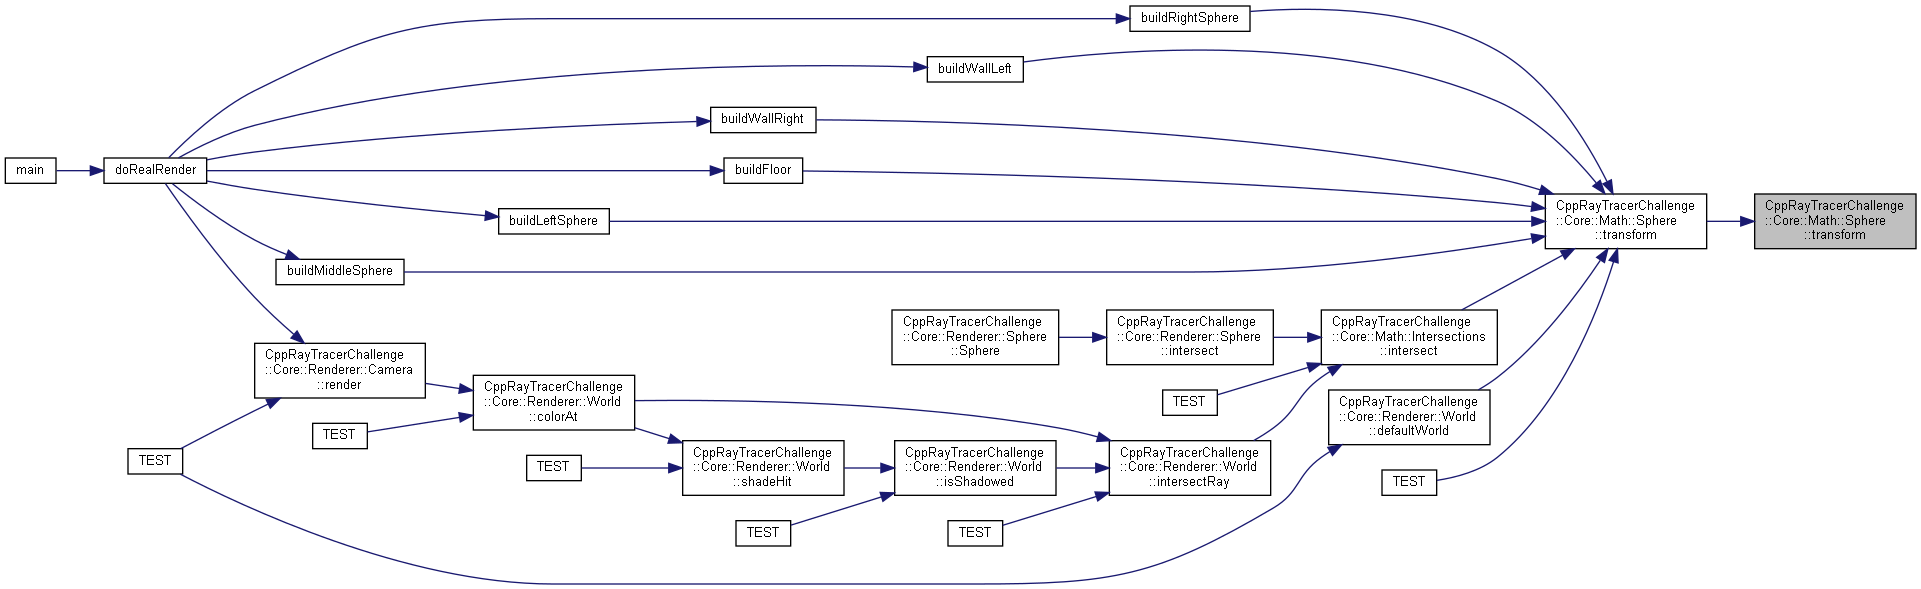 buildRightSphere
buildWallLeft
buildWallRight
main
doRealRender
buildFloor
buildLeftSphere
buildMiddleSphere
CppRayTracerChallenge
::Core::Math::Sphere
::transform
CppRayTracerChallenge
::Core::Math::Sphere
::transform
CppRayTracerChallenge
::Core::Renderer::Sphere
::Sphere
CppRayTracerChallenge
::Core::Renderer::Sphere
::intersect
CppRayTracerChallenge
::Core::Math::Intersections
::intersect
CppRayTracerChallenge
::Core::Renderer::Camera
::render
CppRayTracerChallenge
::Core::Renderer::World
::colorAt
TEST
CppRayTracerChallenge
::Core::Renderer::World
::defaultWorld
TEST
TEST
TEST
CppRayTracerChallenge
::Core::Renderer::World
::shadeHit
CppRayTracerChallenge
::Core::Renderer::World
::isShadowed
CppRayTracerChallenge
::Core::Renderer::World
::intersectRay
TEST
TEST
TEST